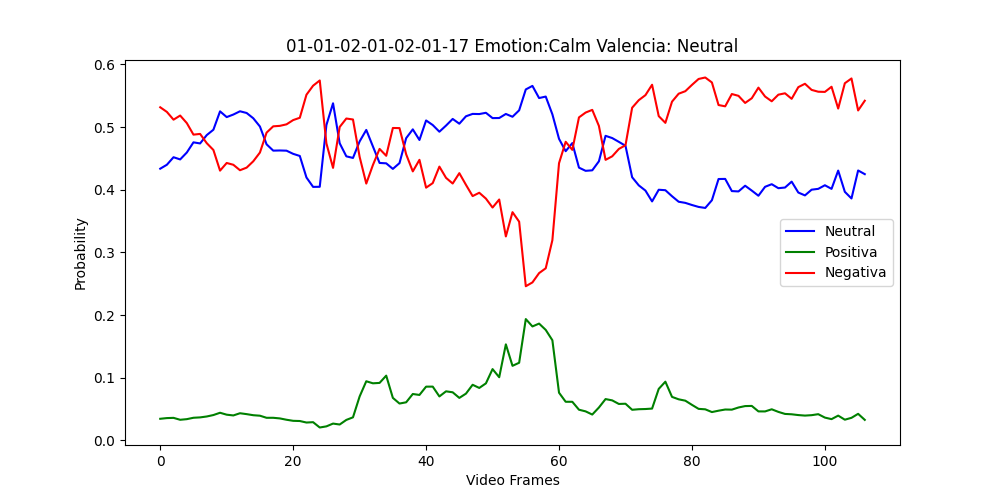 01-01-02-01-02-01-17 Emotion:Calm Valencia: Neutral
0.6
0.5
0.4
0.3
0.2
0.1
0.0
Probability
Neutral
Positiva
Negativa
0 20 40 60 80 100
Video Frames